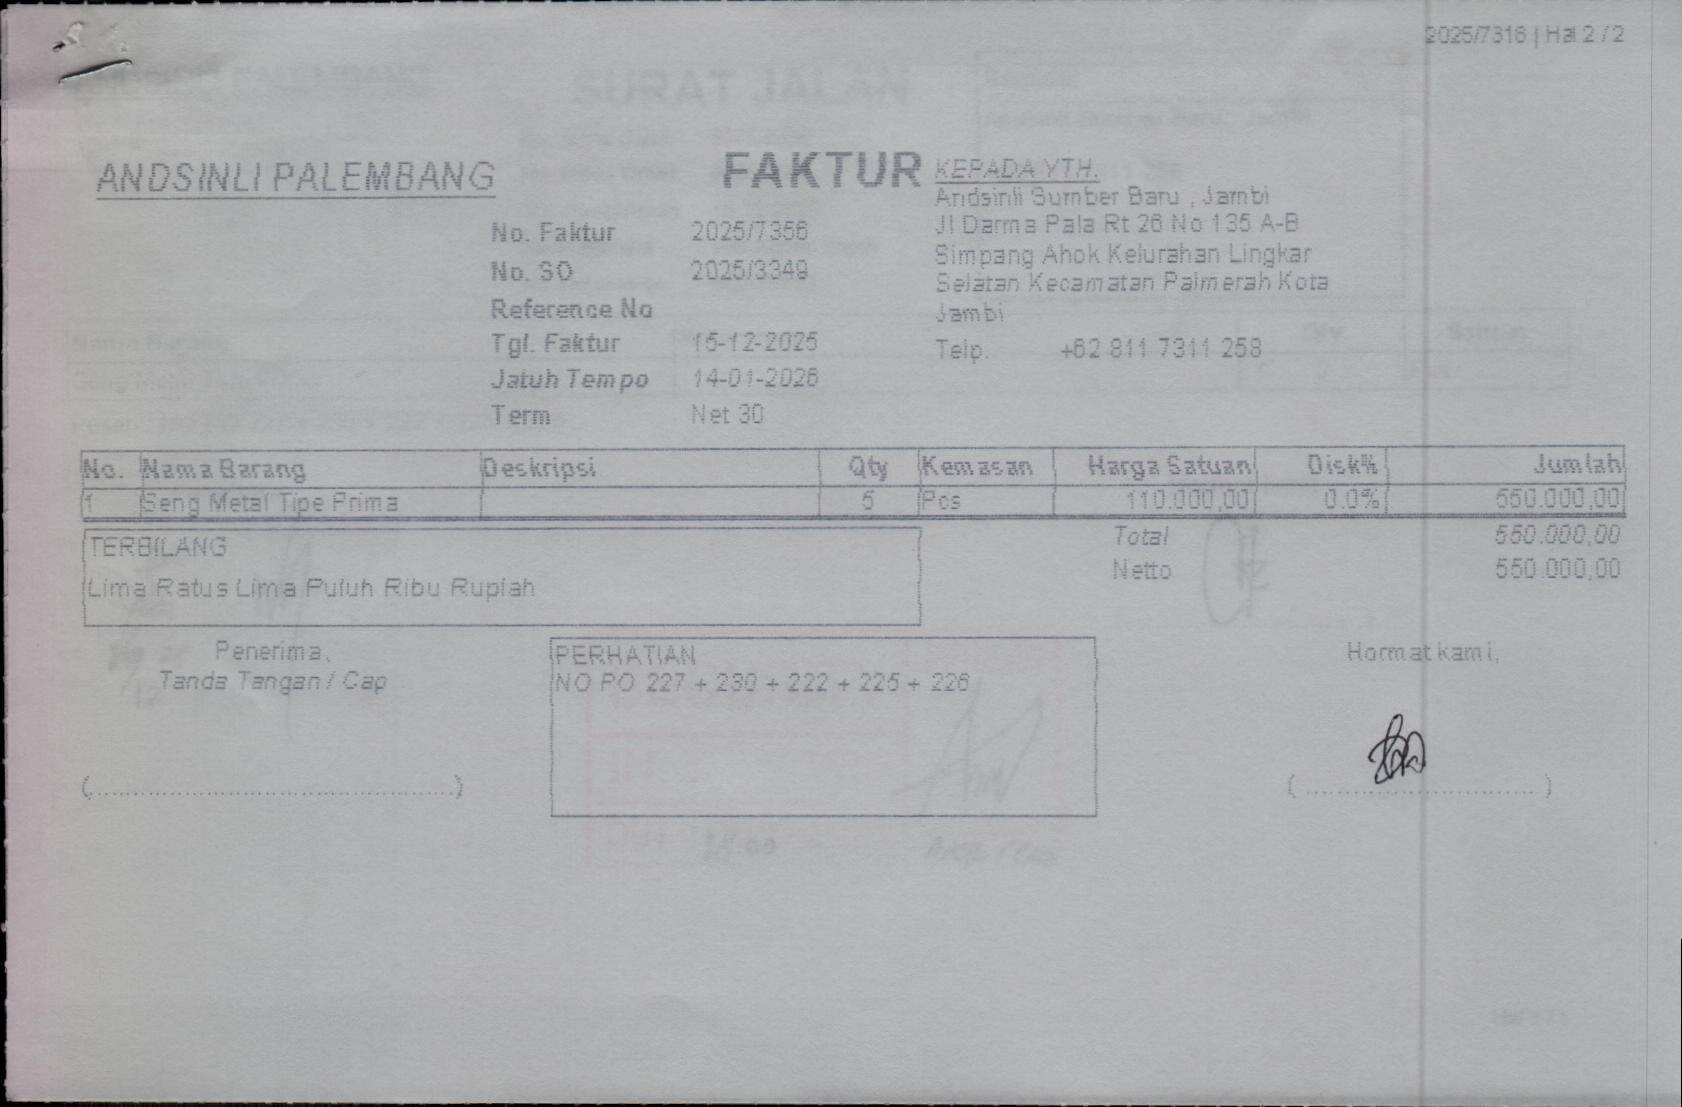 2025/7316 | Hal 2 / 2
SURAT JALAN
ANDSINLI PALEMBANG
FAKTUR
KEPADA YTH.
Andsinli Sumber Baru , Jambi
Jl Darma Pala Rt 26 No 135 A-B
Simpang Ahok Kelurahan Lingkar
Selatan Kecamatan Palmerah Kota
Jambi
Telp. +62 811 7311 258
No. Faktur 2025/7356
No. SO 2025/3349
Reference No
Tgl. Faktur 15-12-2025
Jatuh Tempo 14-01-2026
Term Net 30
No. Nama Barang Deskripsi Qty Kemasan Harga Satuan Disk% Jumlah
1 Seng Metal Tipe Prima 5 Pcs 110.000,00 0.0% 550.000,00
Total 550.000,00
Netto 550.000,00
TERBILANG
Lima Ratus Lima Puluh Ribu Rupiah
Penerima,
Tanda Tangan / Cap
PERHATIAN
NO PO 227 + 230 + 222 + 225 + 226
Hormat kami,